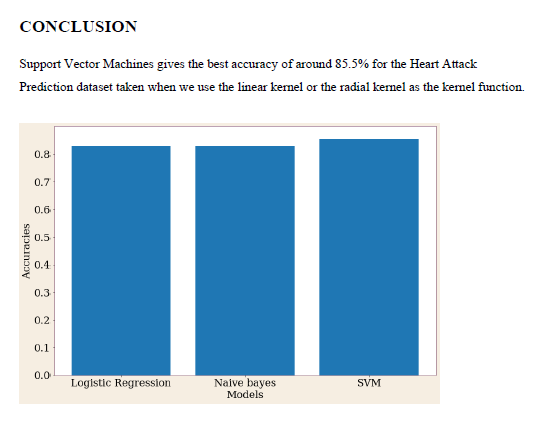 CONCLUSION
Support Vector Machines gives the best accuracy of around 85.5% for the Heart Attack
Prediction dataset taken when we use the linear kernel or the radial kernel as the kernel function.
0.8
0.7
0.6
0.5
0.4
0.3
0.2
0.1
0.0
Accuracies
Logistic Regression Naive bayes SVM
Models